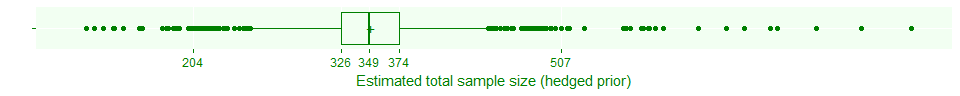 204 326 349 374 507
Estimated total sample size (hedged prior)